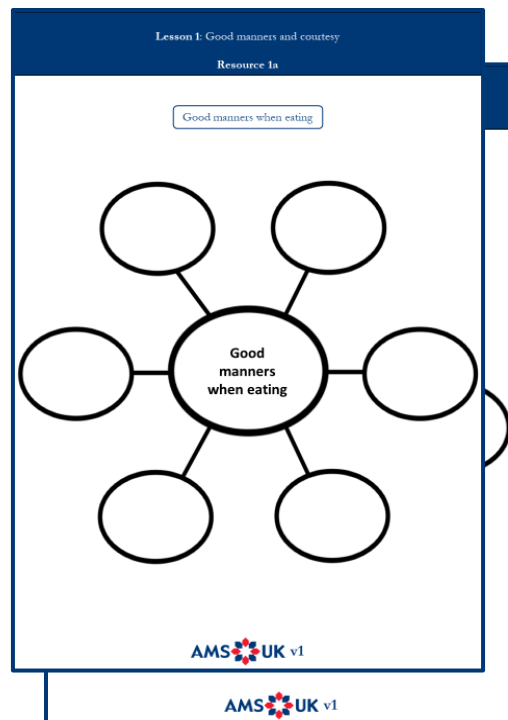 Lesson 1: Good manners and courtesy
Resource 1a
Good manners when eating
Good
manners
when eating
AMS UK v1
AMS UK v1